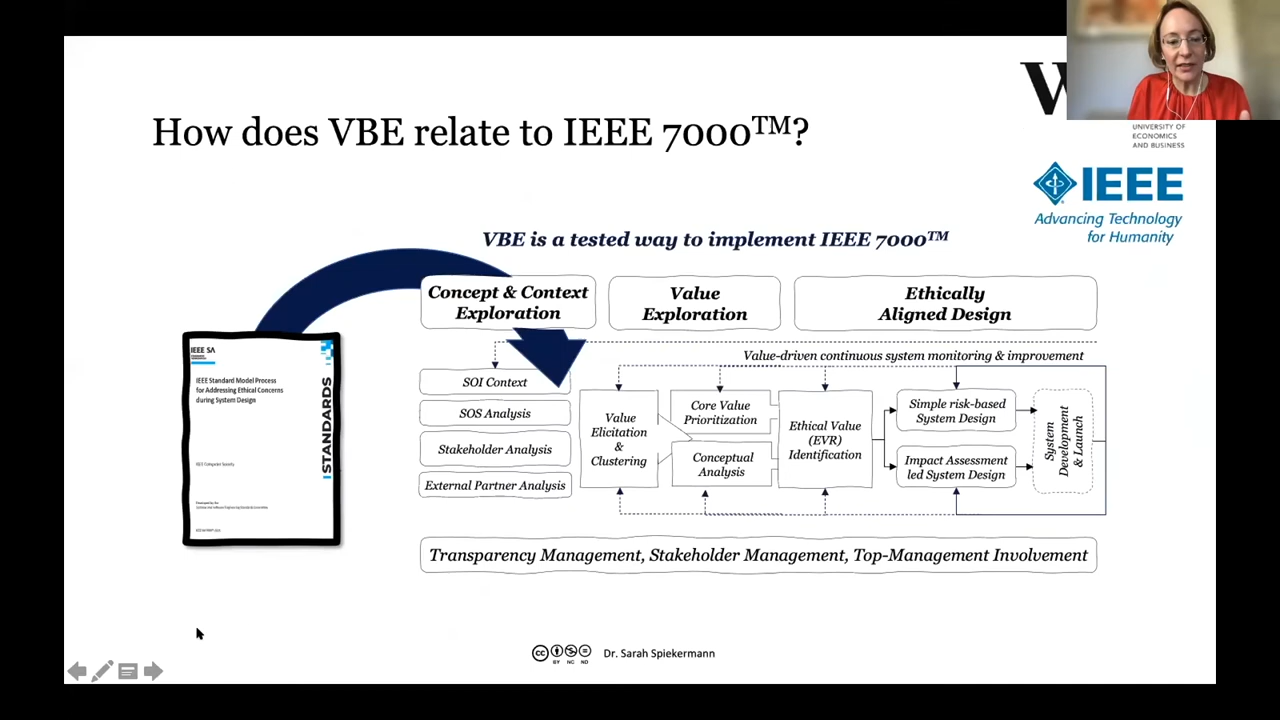 W
UNIVERSITY OF
ECONOMICS
AND BUSINESS
How does VBE relate to IEEE 7000™?
IEEE
Advancing Technology
for Humanity
VBE is a tested way to implement IEEE 7000™
Concept & Context
Exploration
Value
Exploration
Ethically
Aligned Design
Value-driven continuous system monitoring & improvement
IEEE SA
IEEE Standard Model Process
for Addressing Ethical Concerns
during System Design
STANDARDS
SOI Context
SOS Analysis
Stakeholder Analysis
External Partner Analysis
Value
Elicitation
&
Clustering
Core Value
Prioritization
Conceptual
Analysis
Ethical Value
(EVR)
Identification
Simple risk-based
System Design
Impact Assessment
led System Design
System
Development
& Launch
Transparency Management, Stakeholder Management, Top-Management Involvement
cc
BY NC ND
Dr. Sarah Spiekermann